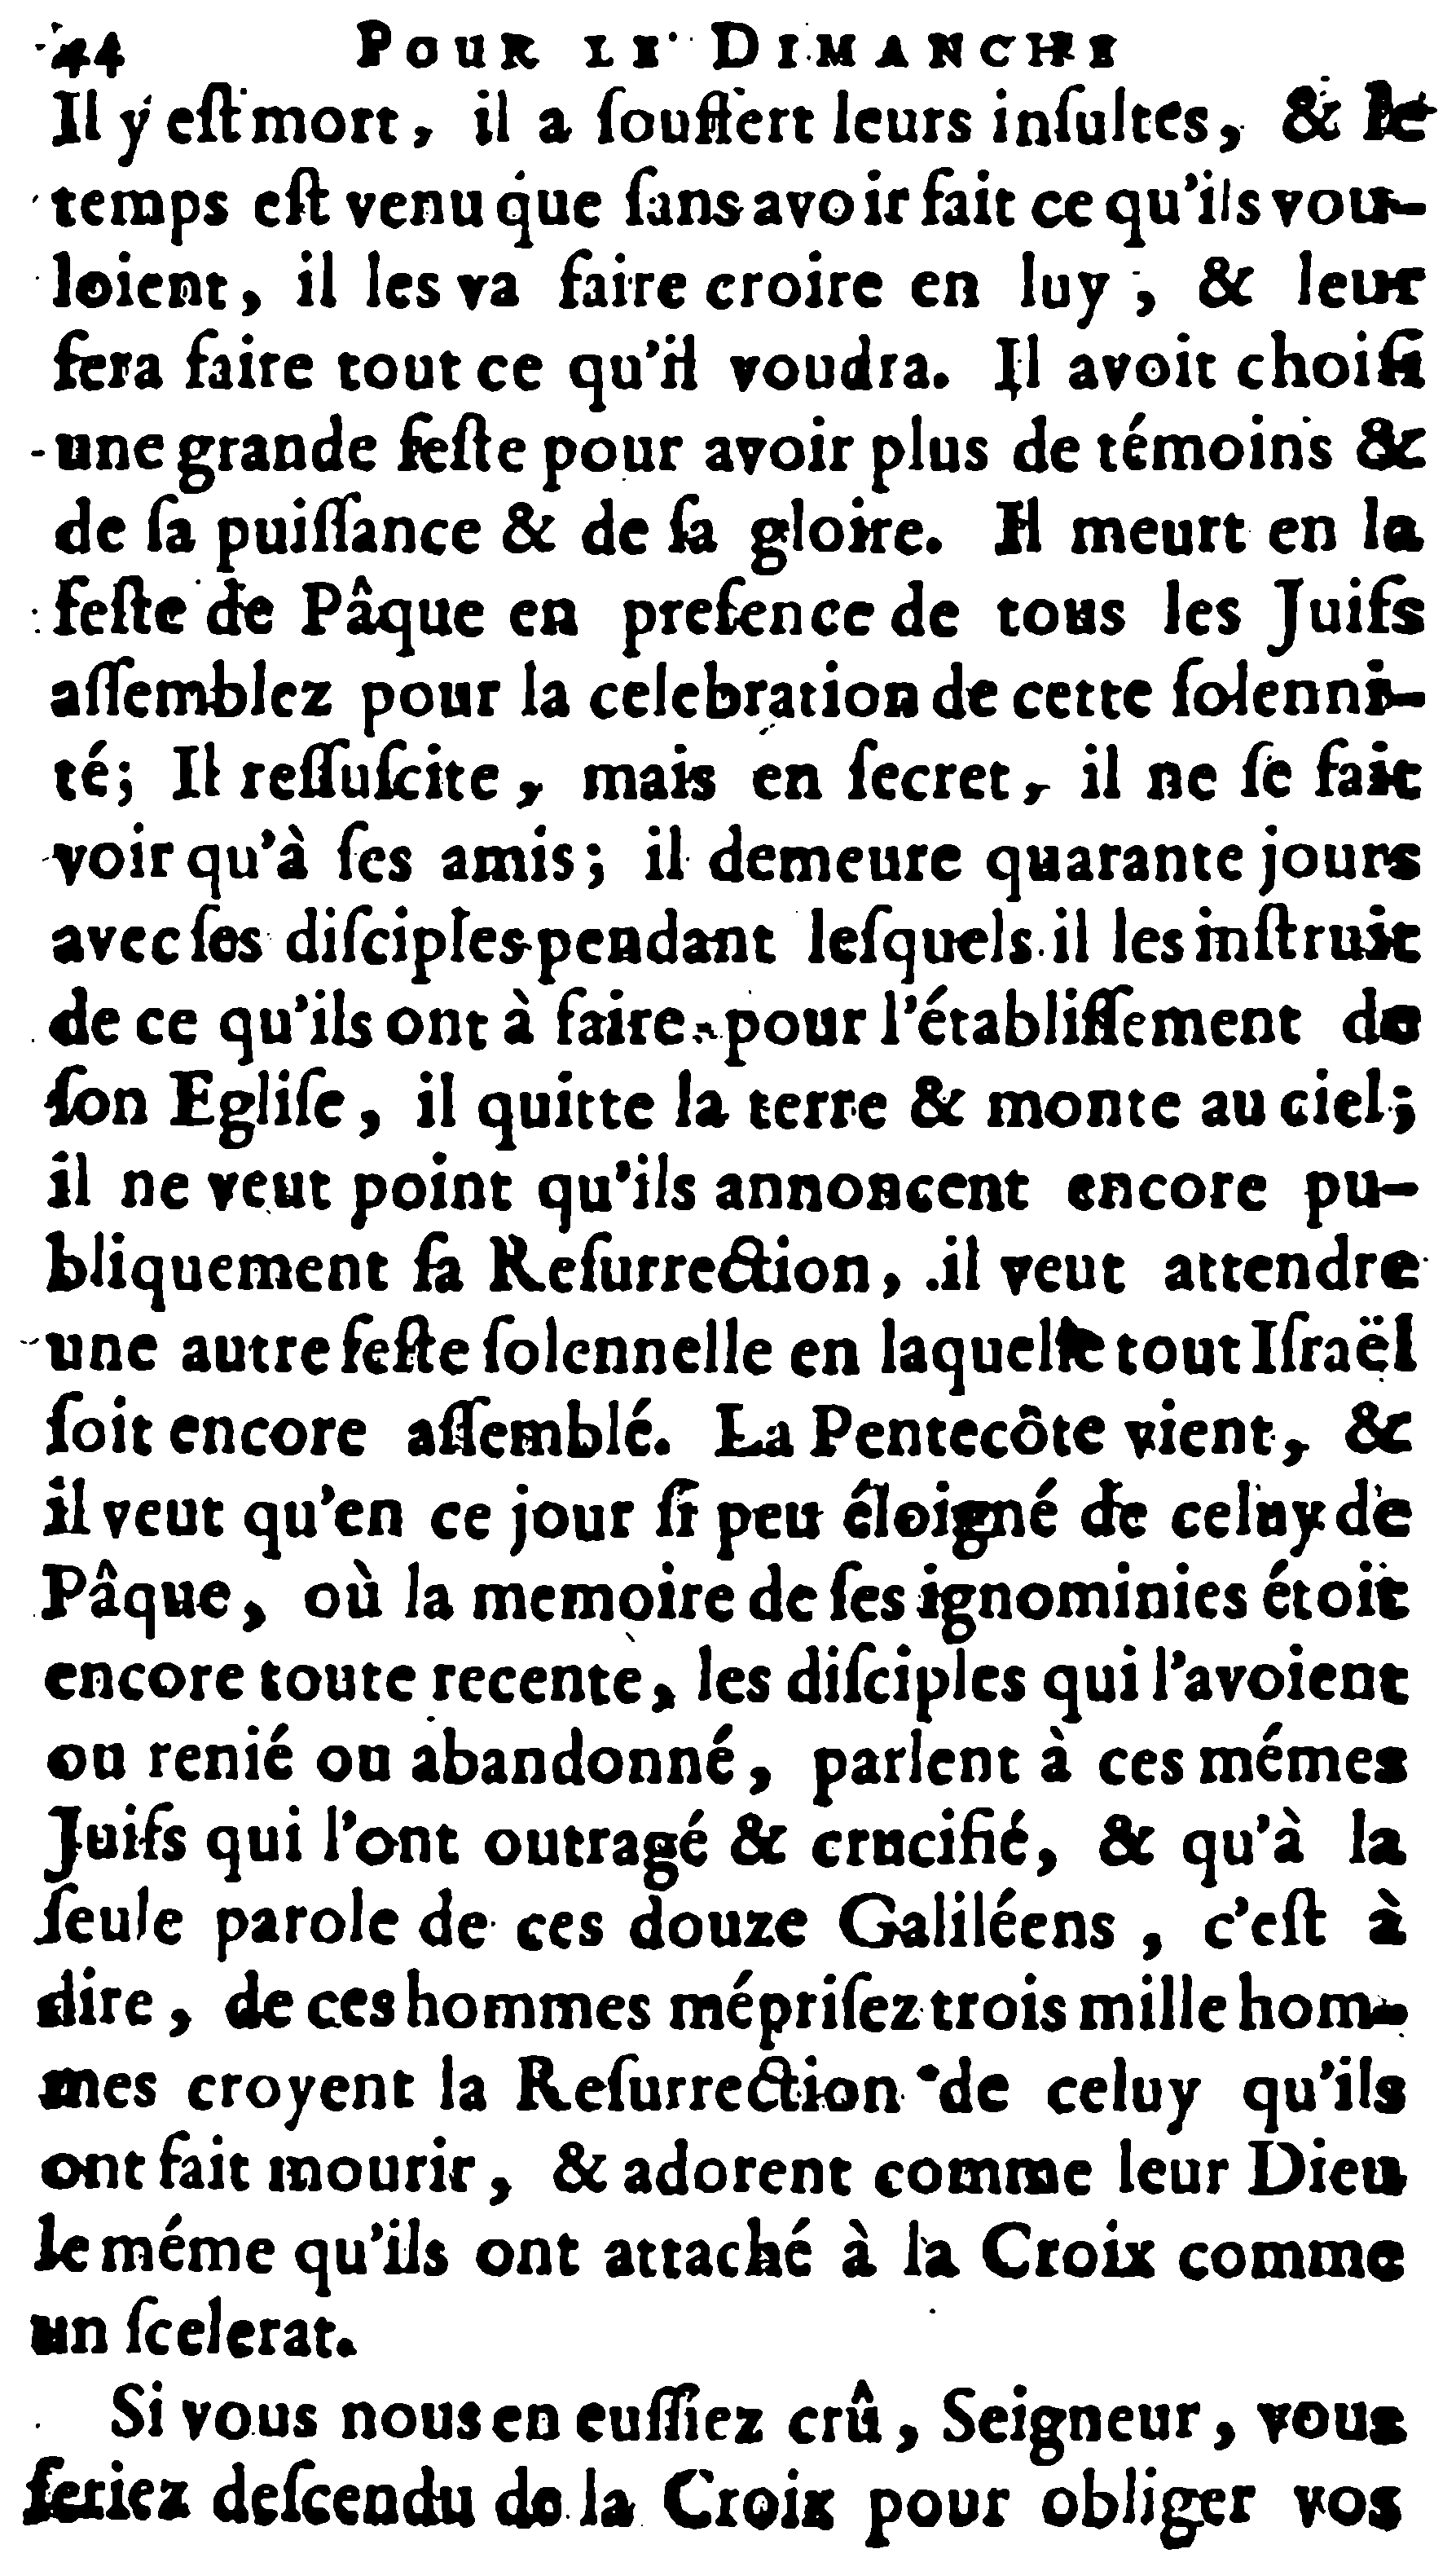 44 POUR LE DIMANCHE
Il y eſt mort, il a ſouffert leurs inſultes, & le
temps eſt venu que ſans avoir fait ce qu'ils vou-
loient, il les va faire croire en luy, & leur
fera faire tout ce qu'il voudra. Il avoit choiſi
une grande feſte pour avoir plus de témoins &
de ſa puiſſance & de ſa gloire. Il meurt en la
feſte de Pâque en preſence de tous les Juifs
aſſemblez pour la celebration de cette ſolenni-
té; Il reſſuſcite, mais en ſecret, il ne ſe fait
voir qu'à ſes amis; il demeure quarante jours
avec ſes diſciples pendant leſquels il les inſtruit
de ce qu'ils ont à faire pour l'établiſſement de
ſon Egliſe, il quitte la terre & monte au ciel;
il ne veut point qu'ils annoncent encore pu-
bliquement ſa Reſurrection, il veut attendre
une autre feſte ſolennelle en laquelle tout Iſraël
ſoit encore aſſemblé. La Pentecôte vient, &
il veut qu'en ce jour ſi peu éloigné de celuy de
Pâque, où la memoire de ſes ignominies étoit
encore toute recente, les diſciples qui l'avoient
ou renié ou abandonné, parlent à ces mémes
Juifs qui l'ont outragé & crucifié, & qu'à la
ſeule parole de ces douze Galiléens, c'eſt à
dire, de ces hommes mépriſez trois mille hom-
mes croyent la Reſurrection de celuy qu'ils
ont fait mourir, & adorent comme leur Dieu
le méme qu'ils ont attaché à la Croix comme
un ſcelerat.
Si vous nous en euſſiez crû, Seigneur, vous
ſeriez deſcendu de la Croix pour obliger vos